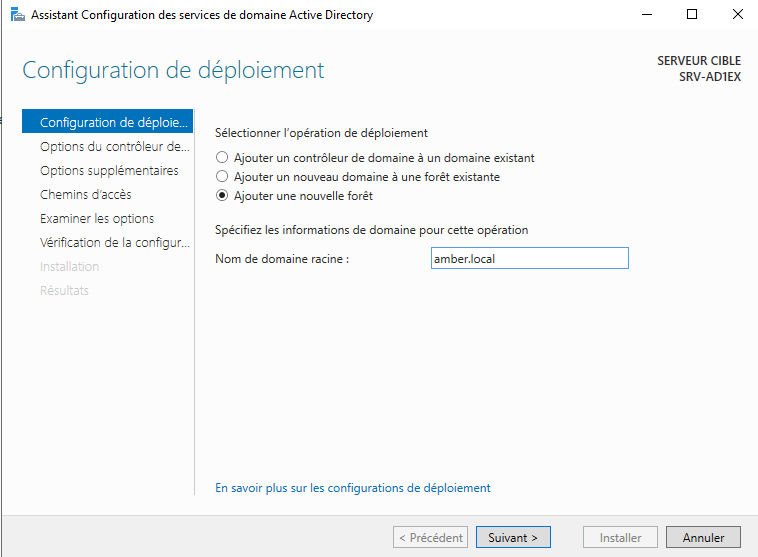 Assistant Configuration des services de domaine Active Directory
Configuration de déploiement
SERVEUR CIBLE
SRV-AD1EX
Configuration de déploie...
Options du contrôleur de...
Options supplémentaires
Chemins d'accès
Examiner les options
Vérification de la configur...
Installation
Résultats
Sélectionner l'opération de déploiement
Ajouter un contrôleur de domaine à un domaine existant
Ajouter un nouveau domaine à une forêt existante
Ajouter une nouvelle forêt
Spécifiez les informations de domaine pour cette opération
Nom de domaine racine : amber.local
En savoir plus sur les configurations de déploiement
< Précédent Suivant > Installer Annuler